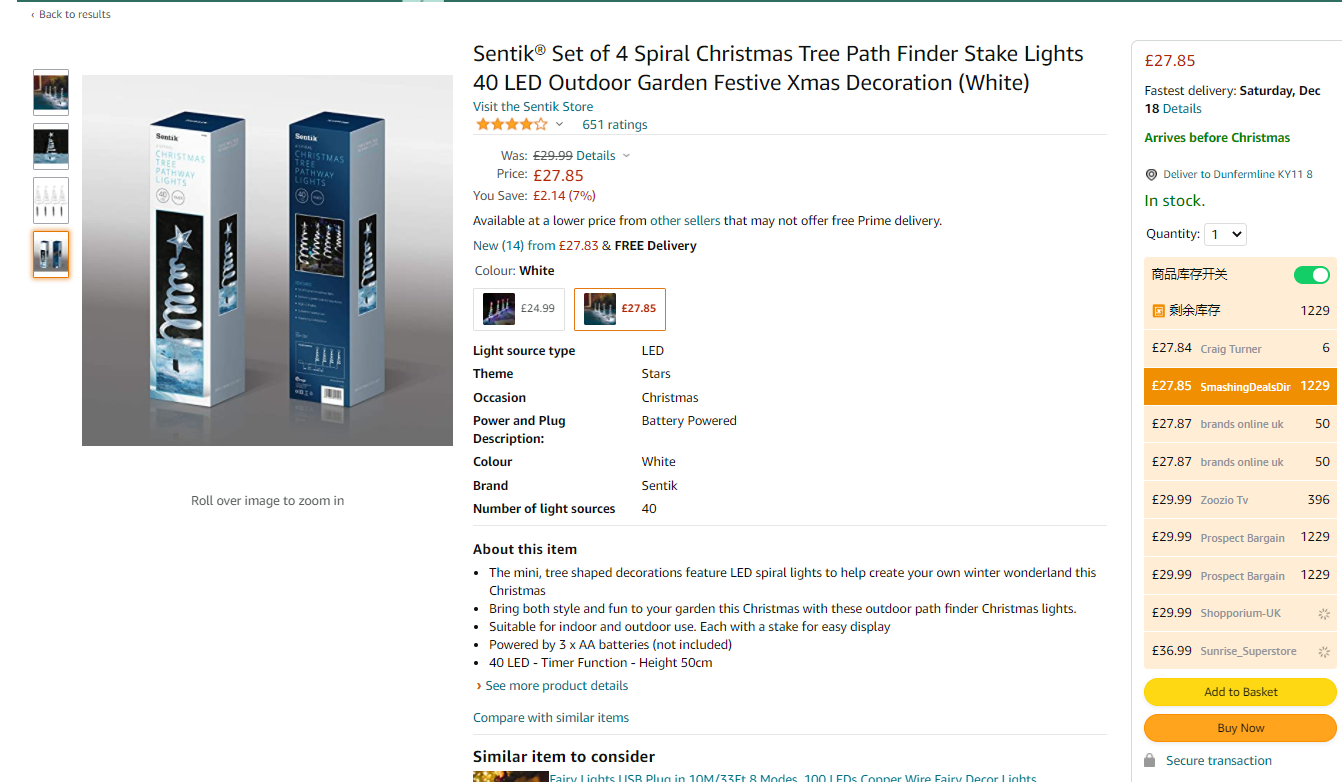 ‹ Back to results
Sentik® Set of 4 Spiral Christmas Tree Path Finder Stake Lights
40 LED Outdoor Garden Festive Xmas Decoration (White)
Visit the Sentik Store
651 ratings
Was: £29.99 Details
Price: £27.85
You Save: £2.14 (7%)
Available at a lower price from other sellers that may not offer free Prime delivery.
New (14) from £27.83 & FREE Delivery
Colour: White
£24.99 £27.85
Light source type LED
Theme Stars
Occasion Christmas
Power and Plug Battery Powered
Description:
Colour White
Brand Sentik
Number of light sources 40
About this item
• The mini, tree shaped decorations feature LED spiral lights to help create your own winter wonderland this
Christmas
• Bring both style and fun to your garden this Christmas with these outdoor path finder Christmas lights.
• Suitable for indoor and outdoor use. Each with a stake for easy display
• Powered by 3 x AA batteries (not included)
• 40 LED - Timer Function - Height 50cm
› See more product details
Compare with similar items
Similar item to consider
Fairy Lights USB Plug in 10M/33Ft 8 Modes, 100 LEDs Copper Wire Fairy Decor Lights
Sentik
CHRISTMAS
TREE
PATHWAY
LIGHTS
40
Sentik
CHRISTMAS
TREE
PATHWAY
LIGHTS
40
Roll over image to zoom in
£27.85
Fastest delivery: Saturday, Dec
18 Details
Arrives before Christmas
Deliver to Dunfermline KY11 8
In stock.
Quantity: 1
商品库存开关
剩余库存 1229
£27.84 Craig Turner 6
£27.85 SmashingDealsDir 1229
£27.87 brands online uk 50
£27.87 brands online uk 50
£29.99 Zoozio Tv 396
£29.99 Prospect Bargain 1229
£29.99 Prospect Bargain 1229
£29.99 Shopporium-UK
£36.99 Sunrise_Superstore
Add to Basket
Buy Now
Secure transaction